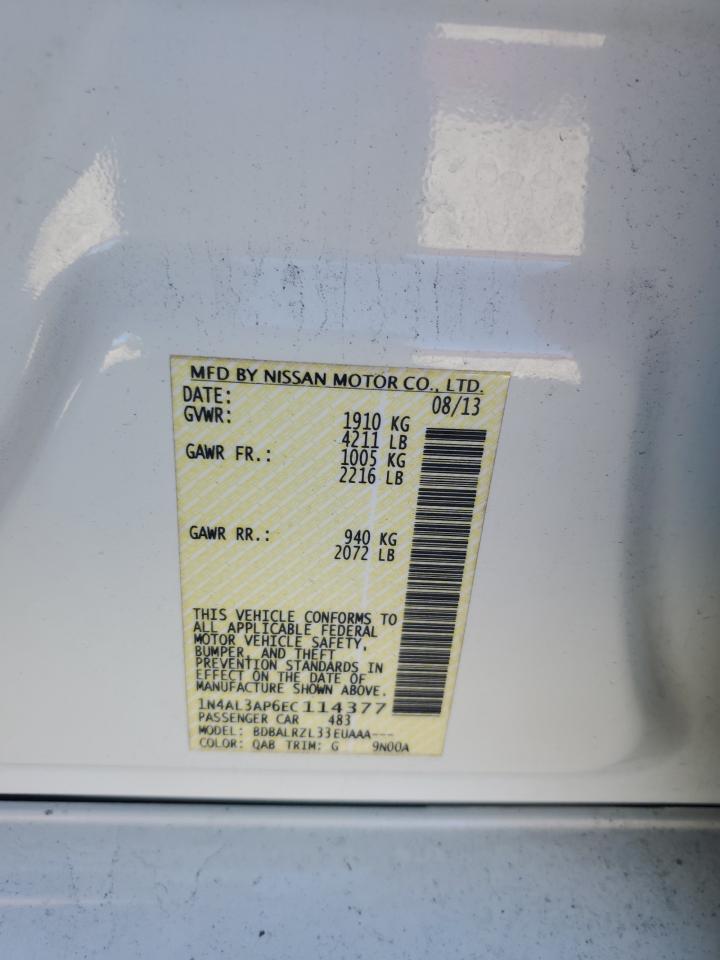 MFD BY NISSAN MOTOR CO., LTD.
DATE: 08/13
GVWR: 1910 KG
4211 LB
GAWR FR.: 1005 KG
2216 LB
GAWR RR.: 940 KG
2072 LB
THIS VEHICLE CONFORMS TO
ALL APPLICABLE FEDERAL
MOTOR VEHICLE SAFETY,
BUMPER, AND THEFT
PREVENTION STANDARDS IN
EFFECT ON THE DATE OF
MANUFACTURE SHOWN ABOVE.
1N4AL3AP6EC114377
PASSENGER CAR 483
MODEL: BDBALRZL33EUAAA---
COLOR: QAB TRIM: G 9N00A